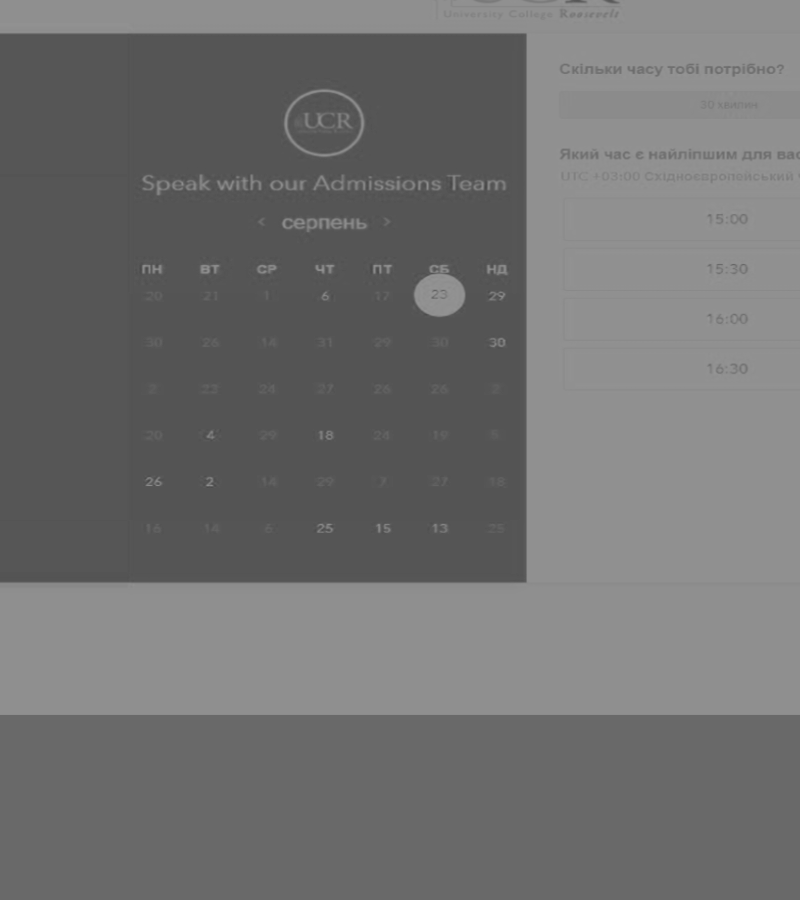 University College Roosevelt
UCR
Speak with our Admissions Team
< серпень >
ПН ВТ СР ЧТ ПТ СБ НД
20 21 1 6 17 23 29
30 26 14 31 29 30 30
2 23 24 27 26 26 2
20 4 29 18 24 19 5
26 2 14 29 7 27 18
16 14 6 25 15 13 25
Скільки часу тобі потрібно?
30 хвилин
Який час є найліпшим для
UTC +03:00 Східноєвропейський
15:00
15:30
16:00
16:30